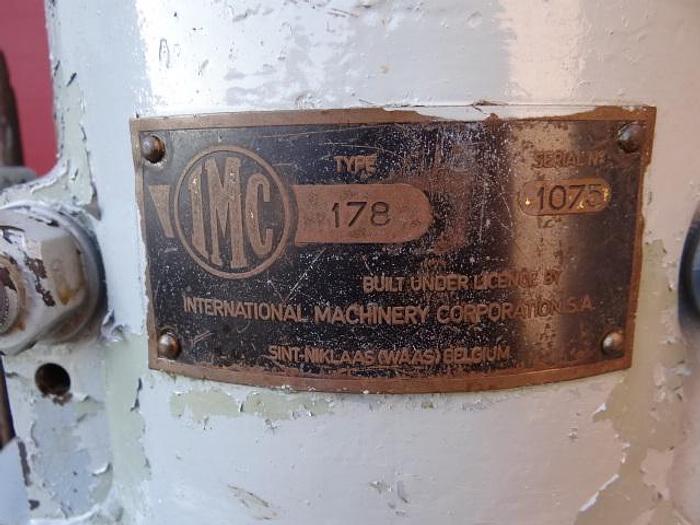 IMC
TYPE
178
SERIAL Nº
1075
BUILT UNDER LICENCE BY
INTERNATIONAL MACHINERY CORPORATION S.A.
SINT-NIKLAAS (WAAS) BELGIUM